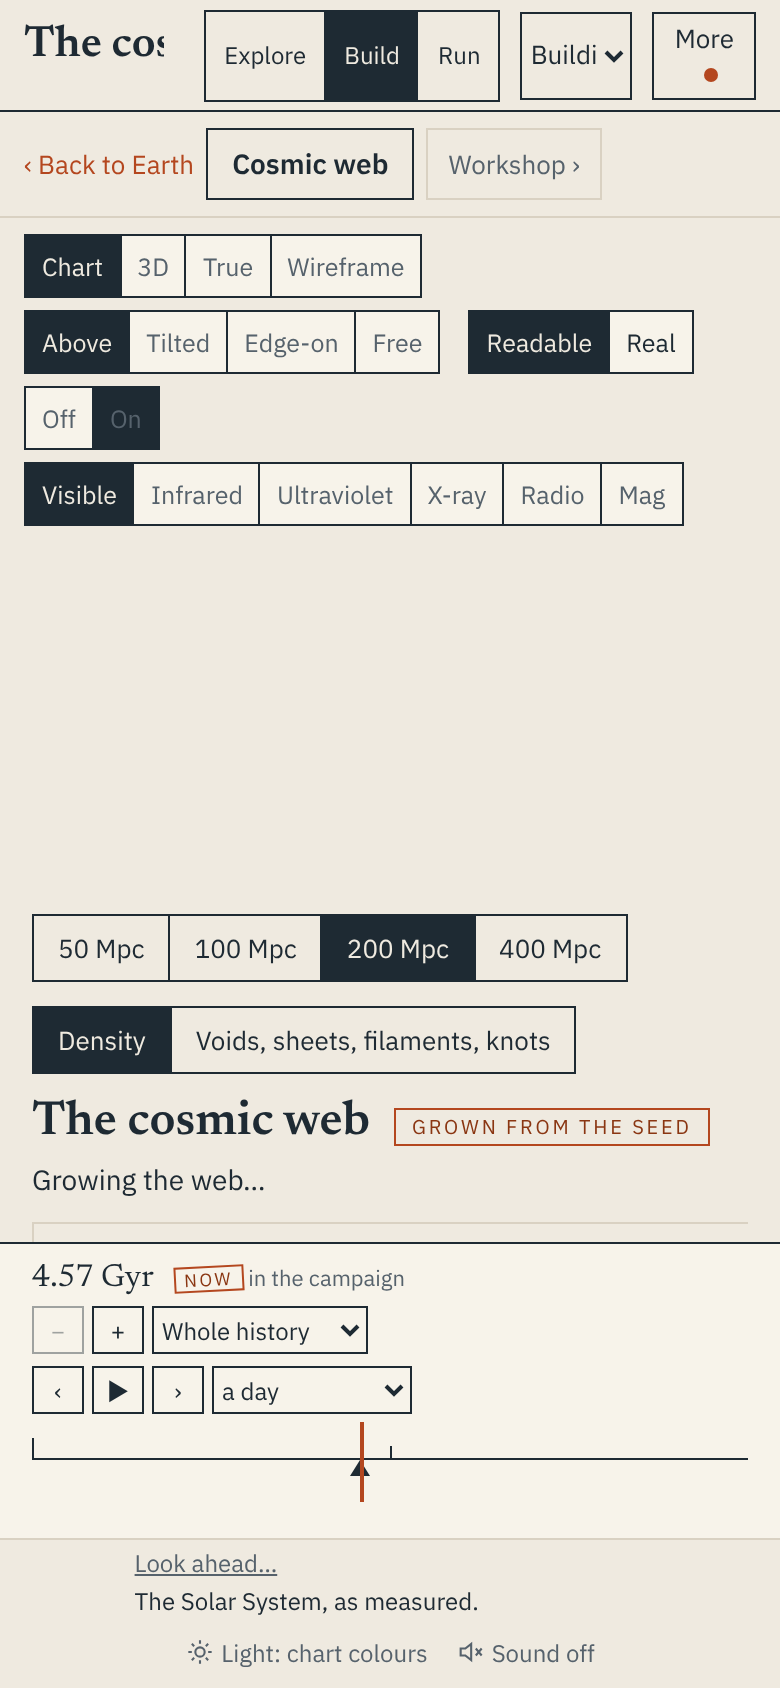 The cos
Explore Build Run Buildi More
‹ Back to Earth Cosmic web Workshop ›
Chart 3D True Wireframe
Above Tilted Edge-on Free Readable Real
Off On
Visible Infrared Ultraviolet X-ray Radio Mag
50 Mpc 100 Mpc 200 Mpc 400 Mpc
Density Voids, sheets, filaments, knots
The cosmic web GROWN FROM THE SEED
Growing the web...
4.57 Gyr NOW in the campaign
− + Whole history
‹ ▶ › a day
Look ahead...
The Solar System, as measured.
Light: chart colours Sound off